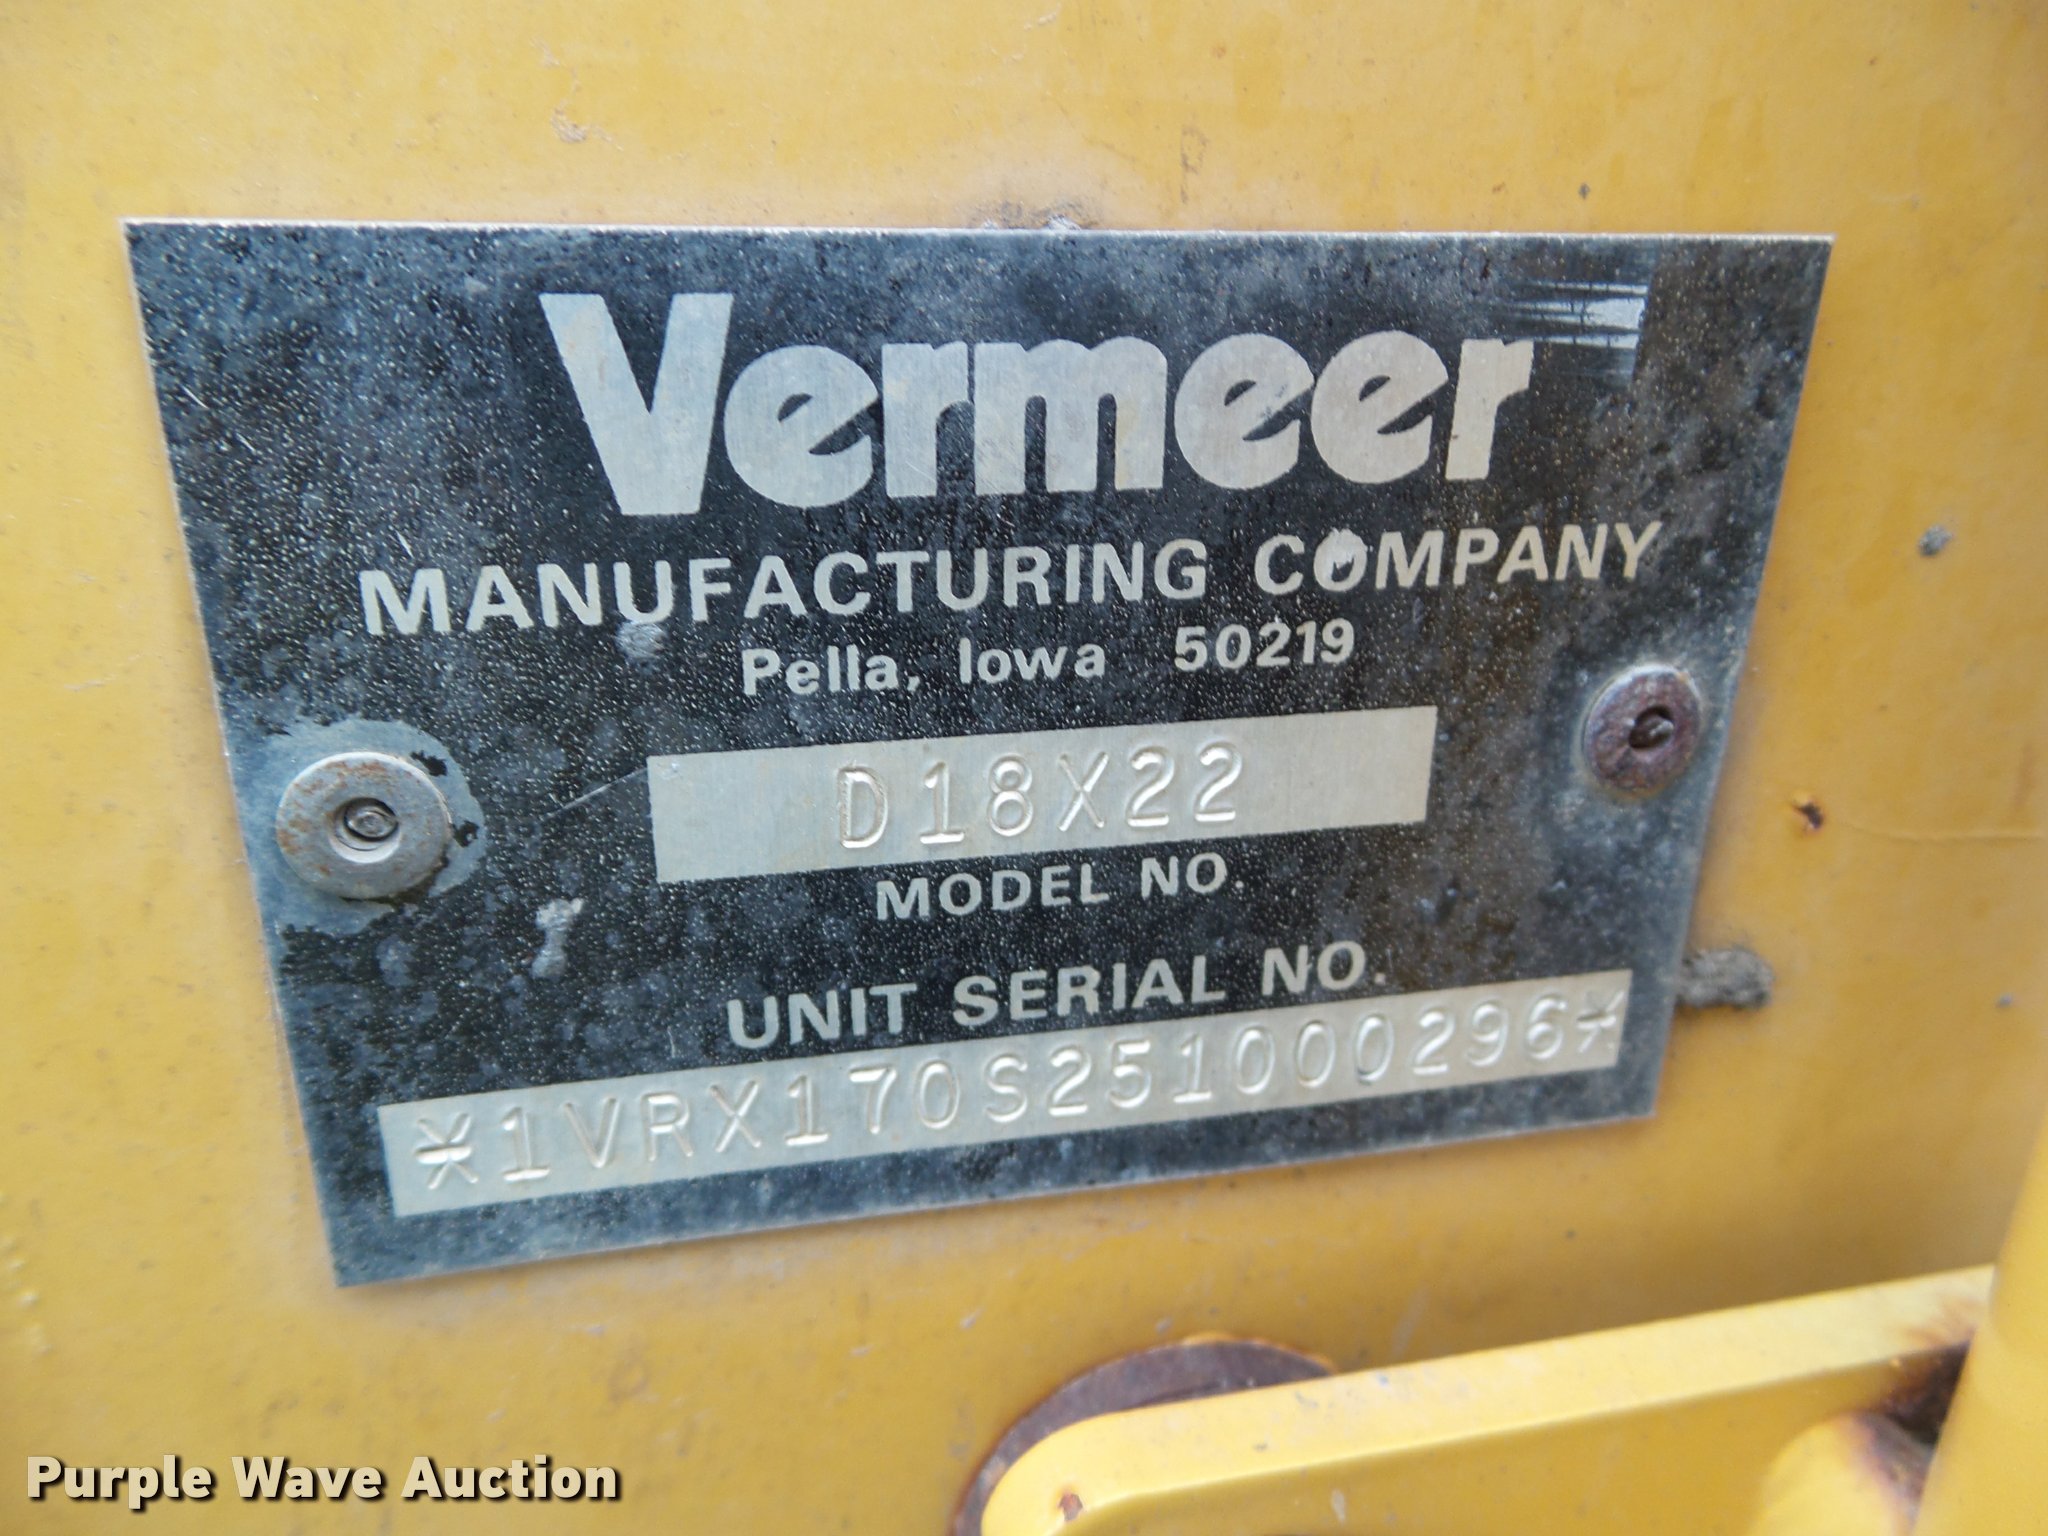 Vermeer
MANUFACTURING COMPANY
Pella, Iowa 50219
D18X22
MODEL NO.
UNIT SERIAL NO.
*1VRX170S251000296*
Purple Wave Auction